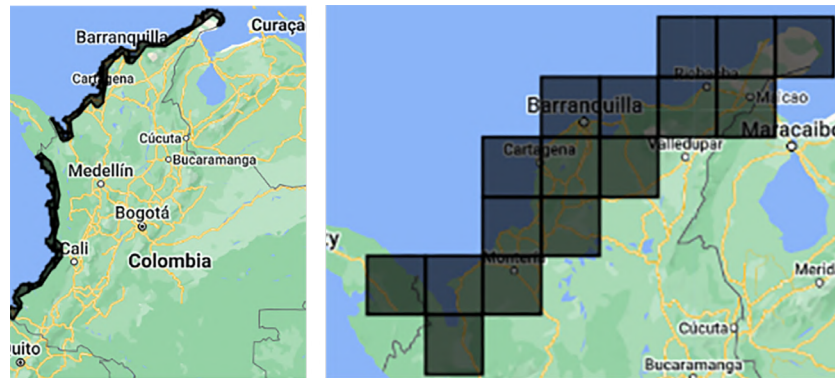 Curaça
Barranquilla
Cartagena
Cúcuta
Bucaramanga
Medellín
Bogotá
Cali
Colombia
uito
Riohacha
Maicao
Barranquilla
Maracaibo
Cartagena
Valledupar
ty
Montería
Merid
Cúcuta
Bucaramanga